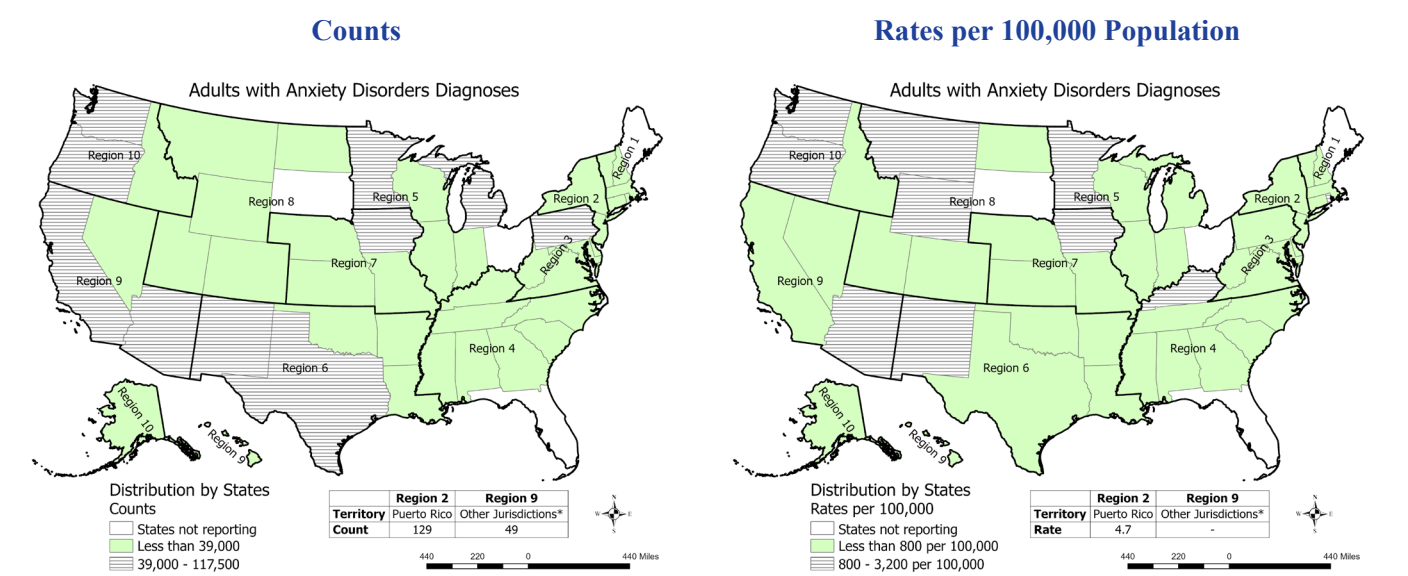 Counts
Adults with Anxiety Disorders Diagnoses
Region 10
Region 1
Region 8
Region 5
Region 2
Region 3
Region 7
Region 9
Region 4
Region 6
Region 10
Region 9
Distribution by States
Counts
States not reporting
Less than 39,000
39,000 - 117,500
Region 2 Region 9
Territory Puerto Rico Other Jurisdictions*
Count 129 49
N
W E
S
440 220 0 440 Miles
Rates per 100,000 Population
Adults with Anxiety Disorders Diagnoses
Region 10
Region 1
Region 8
Region 5
Region 2
Region 3
Region 7
Region 9
Region 4
Region 6
Region 10
Region 9
Distribution by States
Rates per 100,000
States not reporting
Less than 800 per 100,000
800 - 3,200 per 100,000
Region 2 Region 9
Territory Puerto Rico Other Jurisdictions*
Rate 4.7 -
N
W E
S
440 220 0 440 Miles